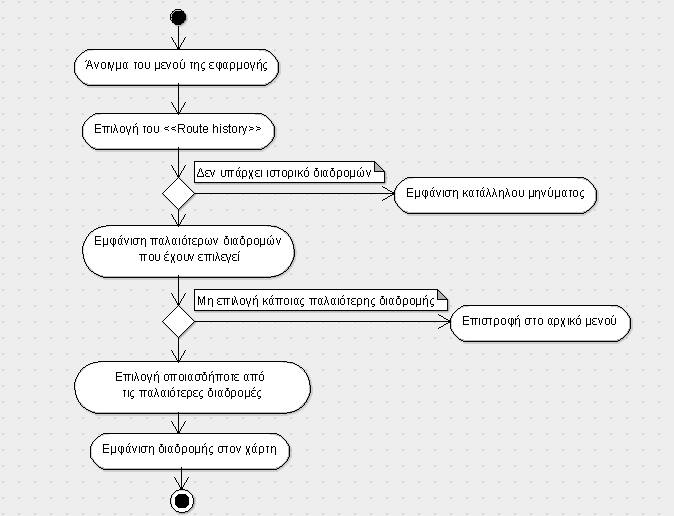 Άνοιγμα του μενού της εφαρμογής
Επιλογή του <<Route history>>
Δεν υπάρχει ιστορικό διαδρομών
Εμφάνιση κατάλληλου μηνύματος
Εμφάνιση παλαιότερων διαδρομών
που έχουν επιλεγεί
Μη επιλογή κάποιας παλαιότερης διαδρομής
Επιστροφή στο αρχικό μενού
Επιλογή οποιασδήποτε από
τις παλαιότερες διαδρομές
Εμφάνιση διαδρομής στον χάρτη